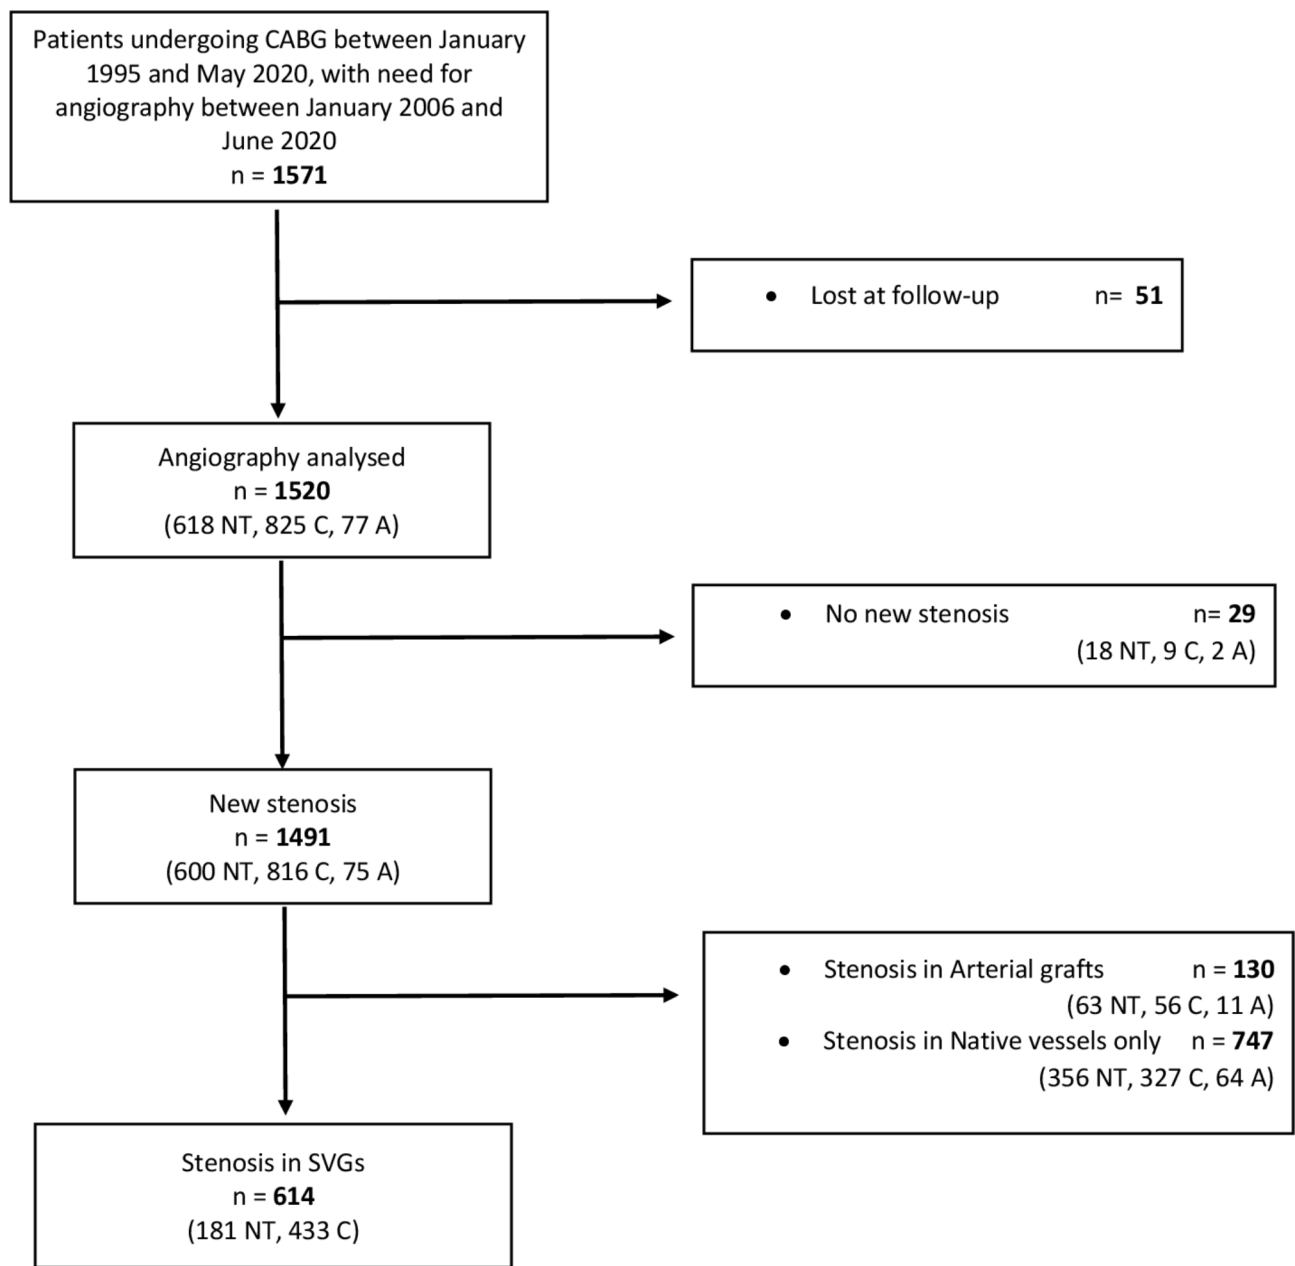 Patients undergoing CABG between January
1995 and May 2020, with need for
angiography between January 2006 and
June 2020
n = 1571
• Lost at follow-up n= 51
Angiography analysed
n = 1520
(618 NT, 825 C, 77 A)
• No new stenosis n= 29
(18 NT, 9 C, 2 A)
New stenosis
n = 1491
(600 NT, 816 C, 75 A)
• Stenosis in Arterial grafts n = 130
(63 NT, 56 C, 11 A)
• Stenosis in Native vessels only n = 747
(356 NT, 327 C, 64 A)
Stenosis in SVGs
n = 614
(181 NT, 433 C)